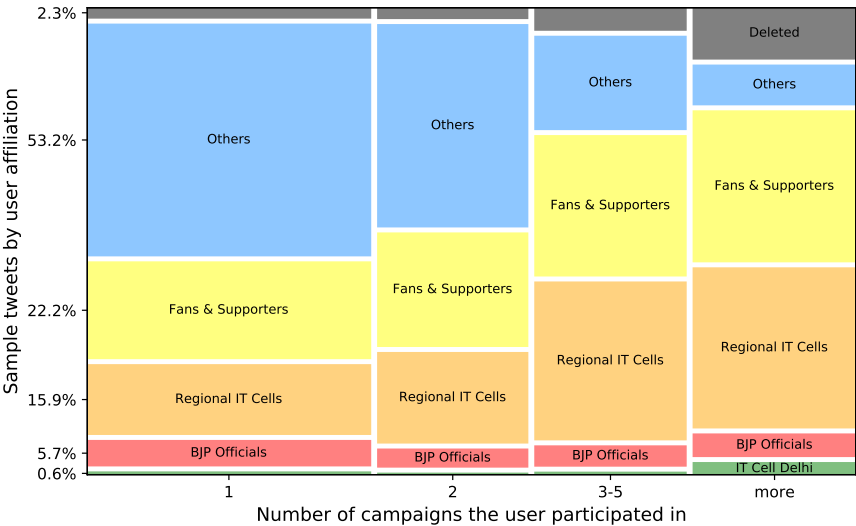 2.3%
53.2%
22.2%
15.9%
5.7%
0.6%
Sample tweets by user affiliation
Others
Fans & Supporters
Regional IT Cells
BJP Officials
Others
Fans & Supporters
Regional IT Cells
BJP Officials
Others
Fans & Supporters
Regional IT Cells
BJP Officials
Deleted
Others
Fans & Supporters
Regional IT Cells
BJP Officials
IT Cell Delhi
1
2
3-5
more
Number of campaigns the user participated in